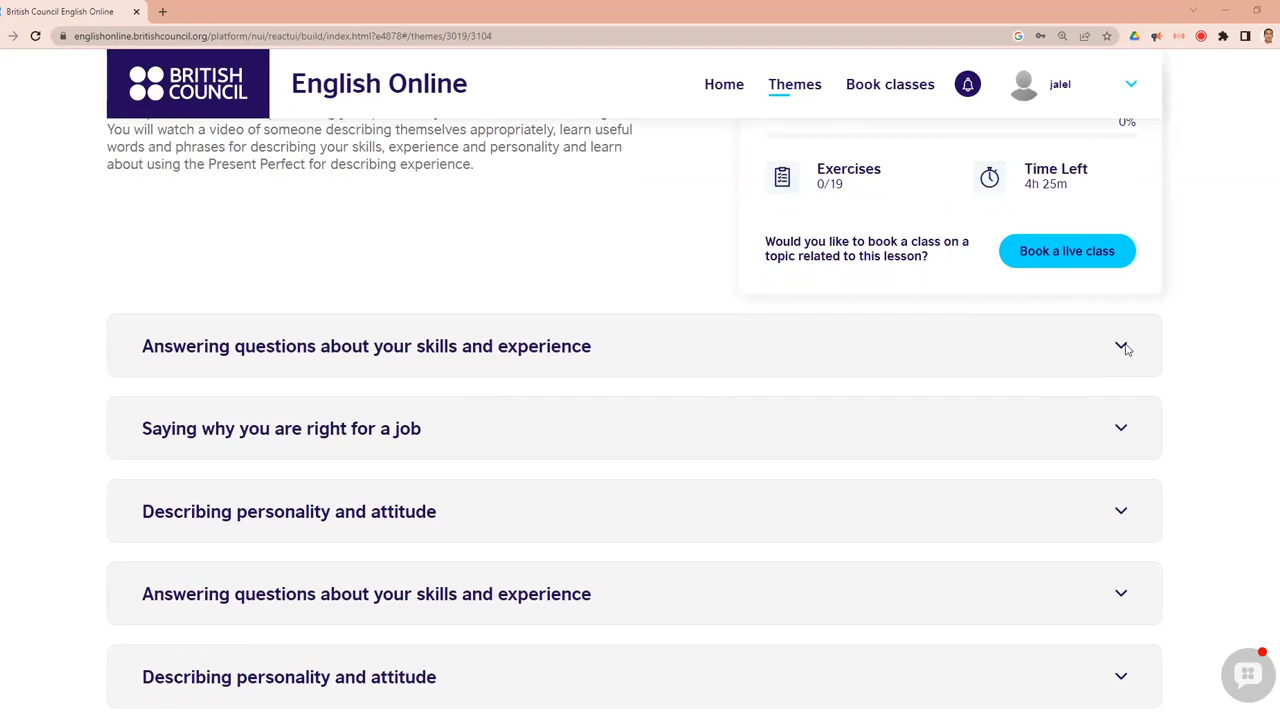 British Council English Online
englishonline.britishcouncil.org/platform/nui/reactui/build/index.html?e4878#/themes/3019/3104
BRITISH
COUNCIL
English Online
Home
Themes
Book classes
jalel
You will watch a video of someone describing themselves appropriately, learn useful
words and phrases for describing your skills, experience and personality and learn
about using the Present Perfect for describing experience.
0%
Exercises
0/19
Time Left
4h 25m
Would you like to book a class on a
topic related to this lesson?
Book a live class
Answering questions about your skills and experience
Saying why you are right for a job
Describing personality and attitude
Answering questions about your skills and experience
Describing personality and attitude